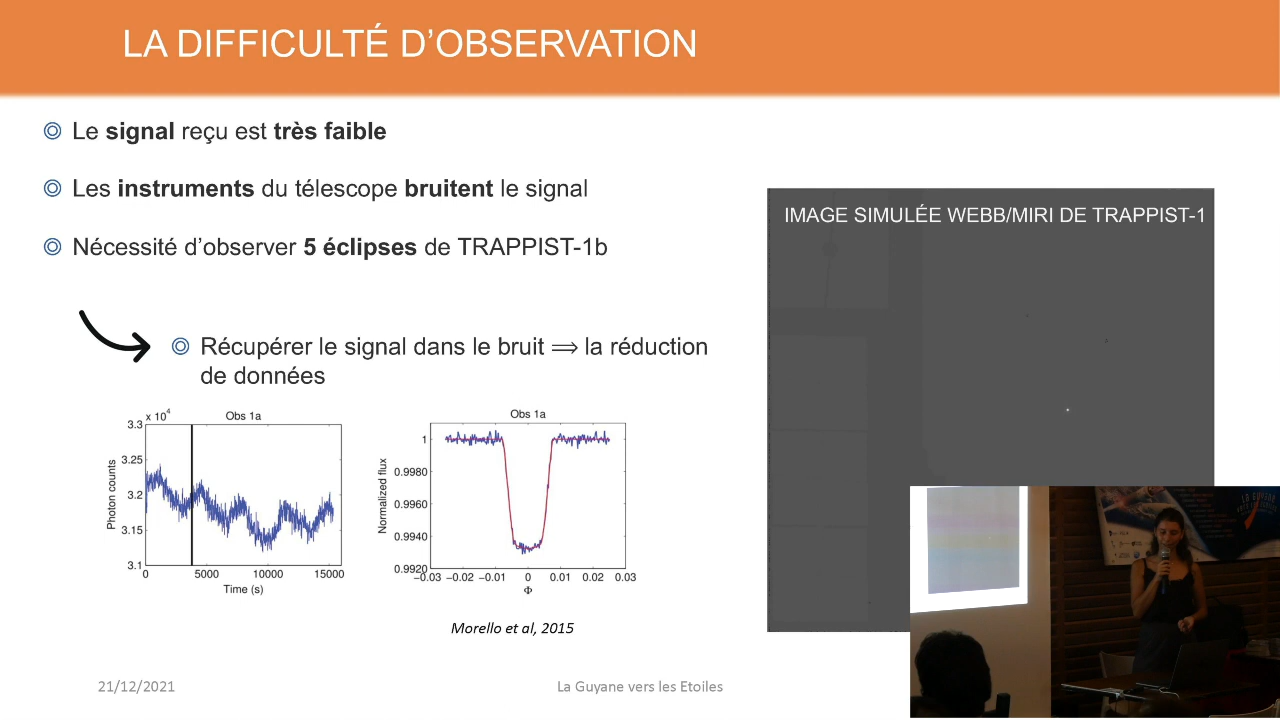 LA DIFFICULTÉ D’OBSERVATION
Le signal reçu est très faible
Les instruments du télescope bruitent le signal
Nécessité d’observer 5 éclipses de TRAPPIST-1b
IMAGE SIMULÉE WEBB/MIRI DE TRAPPIST-1
Récupérer le signal dans le bruit ⟹ la réduction
de données
x 10⁴
Obs 1a
3.3
3.25
3.2
3.15
3.1
Photon counts
0 5000 10000 15000
Time (s)
Obs 1a
1
0.9980
0.9960
0.9940
0.9920
Normalized flux
−0.03 −0.02 −0.01 0 0.01 0.02 0.03
Φ
Morello et al, 2015
LA GUYANE
21/12/2021
La Guyane vers les Etoiles